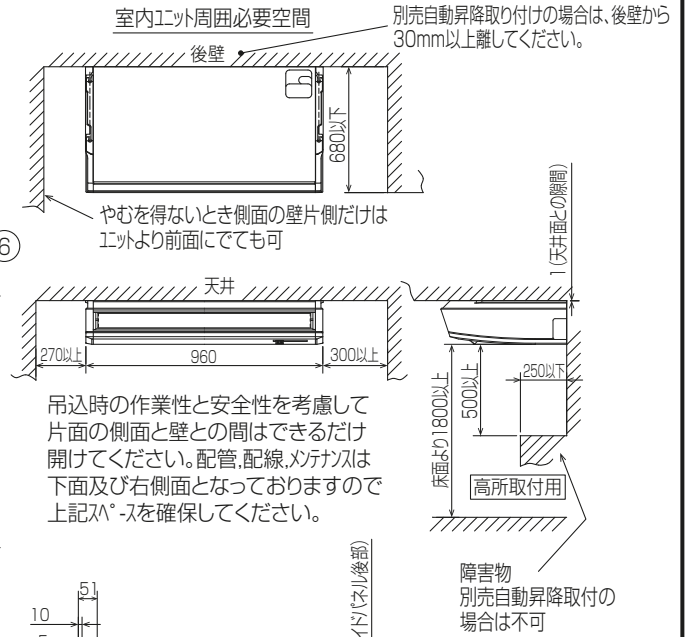 室内ユニット周囲必要空間
別売自動昇降取り付けの場合は、後壁から
30mm以上離してください。
後壁
680以下
やむを得ないとき側面の壁片側だけは
ユニットより前面にでても可
6
1(天井面との隙間)
天井
270以上
960
300以上
床面より1800以上
500以上
250以下
吊込時の作業性と安全性を考慮して
片面の側面と壁との間はできるだけ
開けてください。配管,配線,メンテナンスは
下面及び右側面となっておりますので
上記スペースを確保してください。
高所取付用
障害物
別売自動昇降取付の
場合は不可
51
10
イドパネル後部)